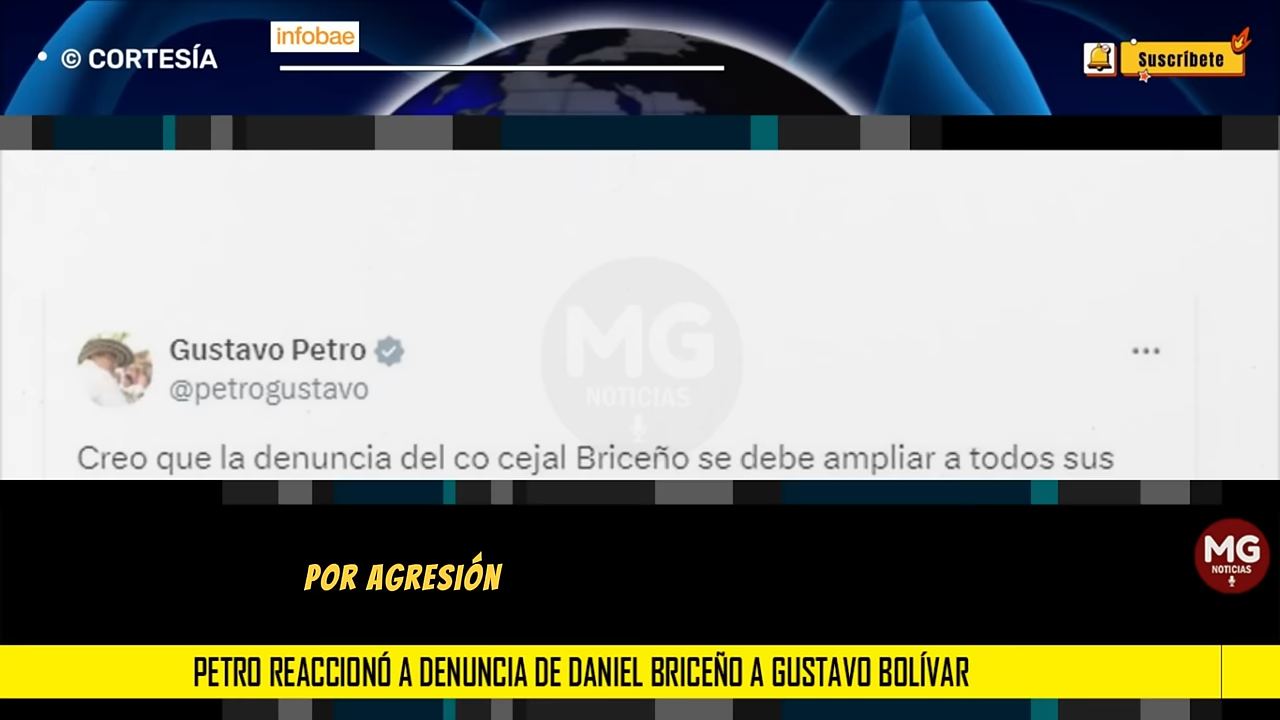 © CORTESÍA
infobae
Suscríbete
MG
NOTICIAS
Gustavo Petro
@petrogustavo
Creo que la denuncia del co cejal Briceño se debe ampliar a todos sus
POR AGRESIÓN
MG
NOTICIAS
PETRO REACCIONÓ A DENUNCIA DE DANIEL BRICEÑO A GUSTAVO BOLÍVAR